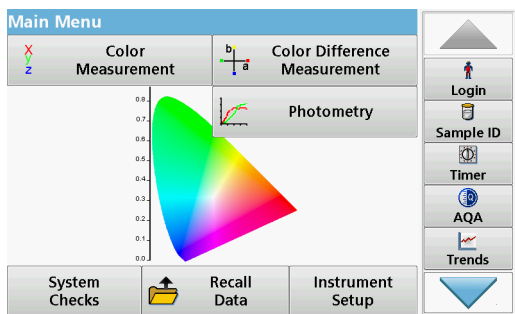 Main Menu
x
y
z
Color
Measurement
b
a
Color Difference
Measurement
Photometry
0.8
0.7
0.6
0.5
0.4
0.3
0.2
0.1
0.0
System
Checks
Recall
Data
Instrument
Setup
Login
Sample ID
Timer
AQA
Trends